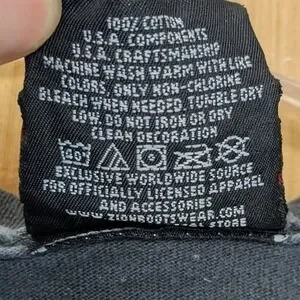 100% COTTON
U.S.A. COMPONENTS
U.S.A. CRAFTSMANSHIP
MACHINE WASH WARM WITH LIKE
COLORS, ONLY NON-CHLORINE
BLEACH WHEN NEEDED. TUMBLE DRY
LOW. DO NOT IRON OR DRY
CLEAN DECORATION
EXCLUSIVE WORLDWIDE SOURCE
FOR OFFICIALLY LICENSED APPAREL
AND ACCESSORIES
WWW.ZIONROOTSWEAR.COM
STORE